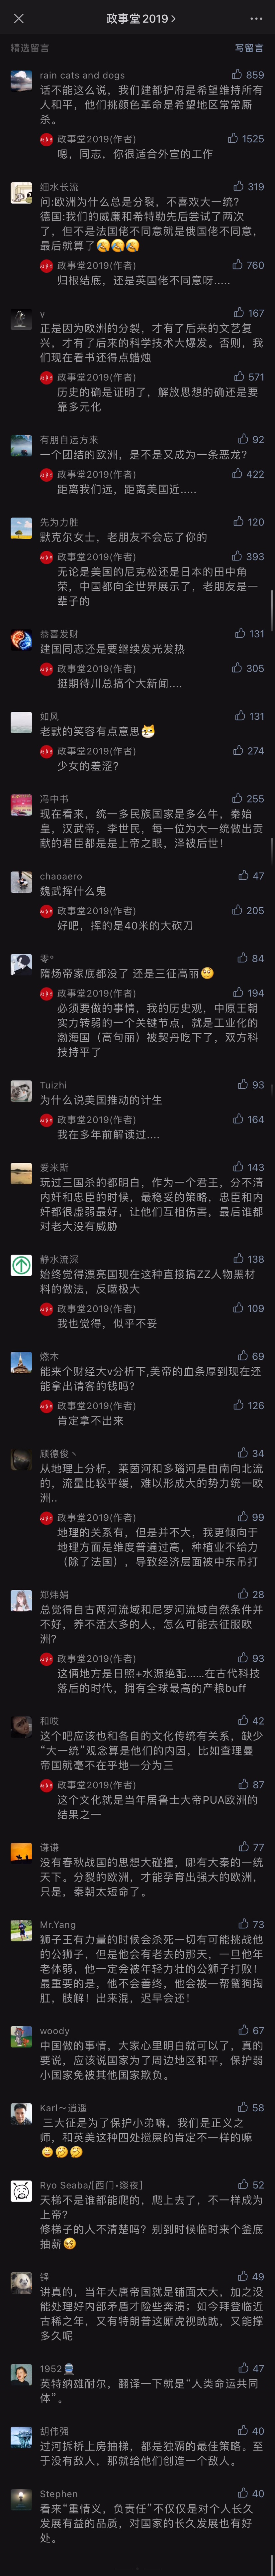 政事堂2019
精选留言
写留言
rain cats and dogs
859
话不能这么说，我们建都护府是希望维持所有
人和平，他们挑颜色革命是希望地区常常厮
杀。
政事堂2019(作者)
1525
嗯，同志，你很适合外宣的工作
细水长流
319
问:欧洲为什么总是分裂，不喜欢大一统?
德国:我们的威廉和希特勒先后尝试了两次
了，但不是法国佬不同意就是俄国佬不同意，
最后就算了🤣🤣🤣
政事堂2019(作者)
760
归根结底，还是英国佬不同意呀.....
γ
167
正是因为欧洲的分裂，才有了后来的文艺复
兴，才有了后来的科学技术大爆发。否则，我
们现在看书还得点蜡烛
政事堂2019(作者)
571
历史的确是证明了，解放思想的确还是要
靠多元化
有朋自远方来
92
一个团结的欧洲，是不是又成为一条恶龙?
政事堂2019(作者)
422
距离我们远，距离美国近.....
先为力胜
120
默克尔女士，老朋友不会忘了你的
政事堂2019(作者)
393
无论是美国的尼克松还是日本的田中角
荣，中国都向全世界展示了，老朋友是一
辈子的
恭喜发财
131
建国同志还是要继续发光发热
政事堂2019(作者)
305
挺期待川总搞个大新闻....
如风
131
老默的笑容有点意思
政事堂2019(作者)
274
少女的羞涩?
冯中书
255
现在看来，统一多民族国家是多么牛，秦始
皇，汉武帝，李世民，每一位为大一统做出贡
献的君臣都是是上帝之眼，泽被后世!
chaoaero
47
魏武挥什么鬼
政事堂2019(作者)
205
好吧，挥的是40米的大砍刀
零°
84
隋炀帝家底都没了 还是三征高丽
政事堂2019(作者)
194
必须要做的事情，我的历史观，中原王朝
实力转弱的一个关键节点，就是工业化的
渤海国（高句丽）被契丹吃下了，双方科
技持平了
Tuizhi
93
为什么说美国推动的计生
政事堂2019(作者)
164
我在多年前解读过....
爱米斯
143
玩过三国杀的都明白，作为一个君王，分不清
内奸和忠臣的时候，最稳妥的策略，忠臣和内
奸都很虚弱最好，让他们互相伤害，最后谁都
对老大没有威胁
静水流深
138
始终觉得漂亮国现在这种直接搞ZZ人物黑材
料的做法，反噬极大
政事堂2019(作者)
109
我也觉得，似乎不妥
燃木
69
能来个财经大v分析下,美帝的血条厚到现在还
能拿出请客的钱吗?
政事堂2019(作者)
126
肯定拿不出来
顾德俊丶
34
从地理上分析，莱茵河和多瑙河是由南向北流
的，流量比较平缓，难以形成大的势力统一欧
洲..
政事堂2019(作者)
99
地理的关系有，但是并不大，我更倾向于
地理方面是维度普遍过高，种植业不给力
（除了法国），导致经济层面被中东吊打
郑炜娟
28
总觉得自古两河流域和尼罗河流域自然条件并
不好，养不活太多的人，怎么可能去征服欧
洲?
政事堂2019(作者)
93
这俩地方是日照+水源绝配......在古代科技
落后的时代，拥有全球最高的产粮buff
和哎
42
这个吧应该也和各自的文化传统有关系，缺少
“大一统”观念算是他们的内因，比如查理曼
帝国就毫不在乎地一分为三
政事堂2019(作者)
87
这个文化就是当年居鲁士大帝PUA欧洲的
结果之一
谦谦
77
没有春秋战国的思想大碰撞，哪有大秦的一统
天下。分裂的欧洲，才能孕育出强大的欧洲，
只是，秦朝太短命了。
Mr.Yang
73
狮子王有力量的时候会杀死一切有可能挑战他
的公狮子，但是他会有老去的那天，一旦他年
老体弱，他一定会被年轻力壮的公狮子打败!
最重要的是，他不会善终，他会被一帮鬣狗掏
肛，肢解! 出来混，迟早会还!
woody
67
中国做的事情，大家心里明白就可以了，真的
要说，应该说国家为了周边地区和平，保护弱
小国家免被其他国家欺负。
Karl～逍遥
58
三大征是为了保护小弟嘛，我们是正义之
师，和英美这种四处搅屎的肯定不一样的嘛
😄🤣🤣
Ryo Seaba/[西门•燚夜]
52
天梯不是谁都能爬的，爬上去了，不一样成为
上帝?
修梯子的人不清楚吗? 别到时候临时来个釜底
抽薪😘
锋
49
讲真的，当年大唐帝国就是铺面太大，加之没
能处理好内部矛盾才险些奔溃；如今拜登临近
古稀之年，又有特朗普这厮虎视眈眈，又能撑
多久呢
1952
47
英特纳雄耐尔，翻译一下就是“人类命运共同
体”。
胡伟强
40
过河拆桥上房抽梯，都是独霸的最佳策略。至
于没有敌人，那就给他们创造一个敌人。
Stephen
40
看来“重情义，负责任”不仅仅是对个人长久
发展有益的品质，对国家的长久发展也有好
处。